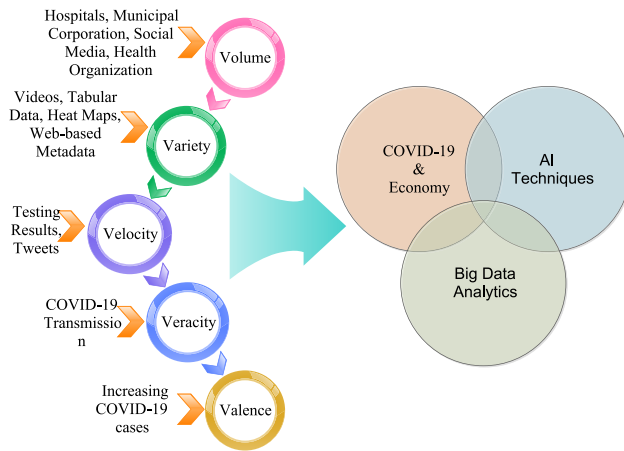 Hospitals, Municipal
Corporation, Social
Media, Health
Organization
Volume
Videos, Tabular
Data, Heat Maps,
Web-based
Metadata
Variety
Testing
Results,
Tweets
Velocity
COVID-19
Transmissio
n
Veracity
Increasing
COVID-19
cases
Valence
COVID-19
&
Economy
AI
Techniques
Big Data
Analytics